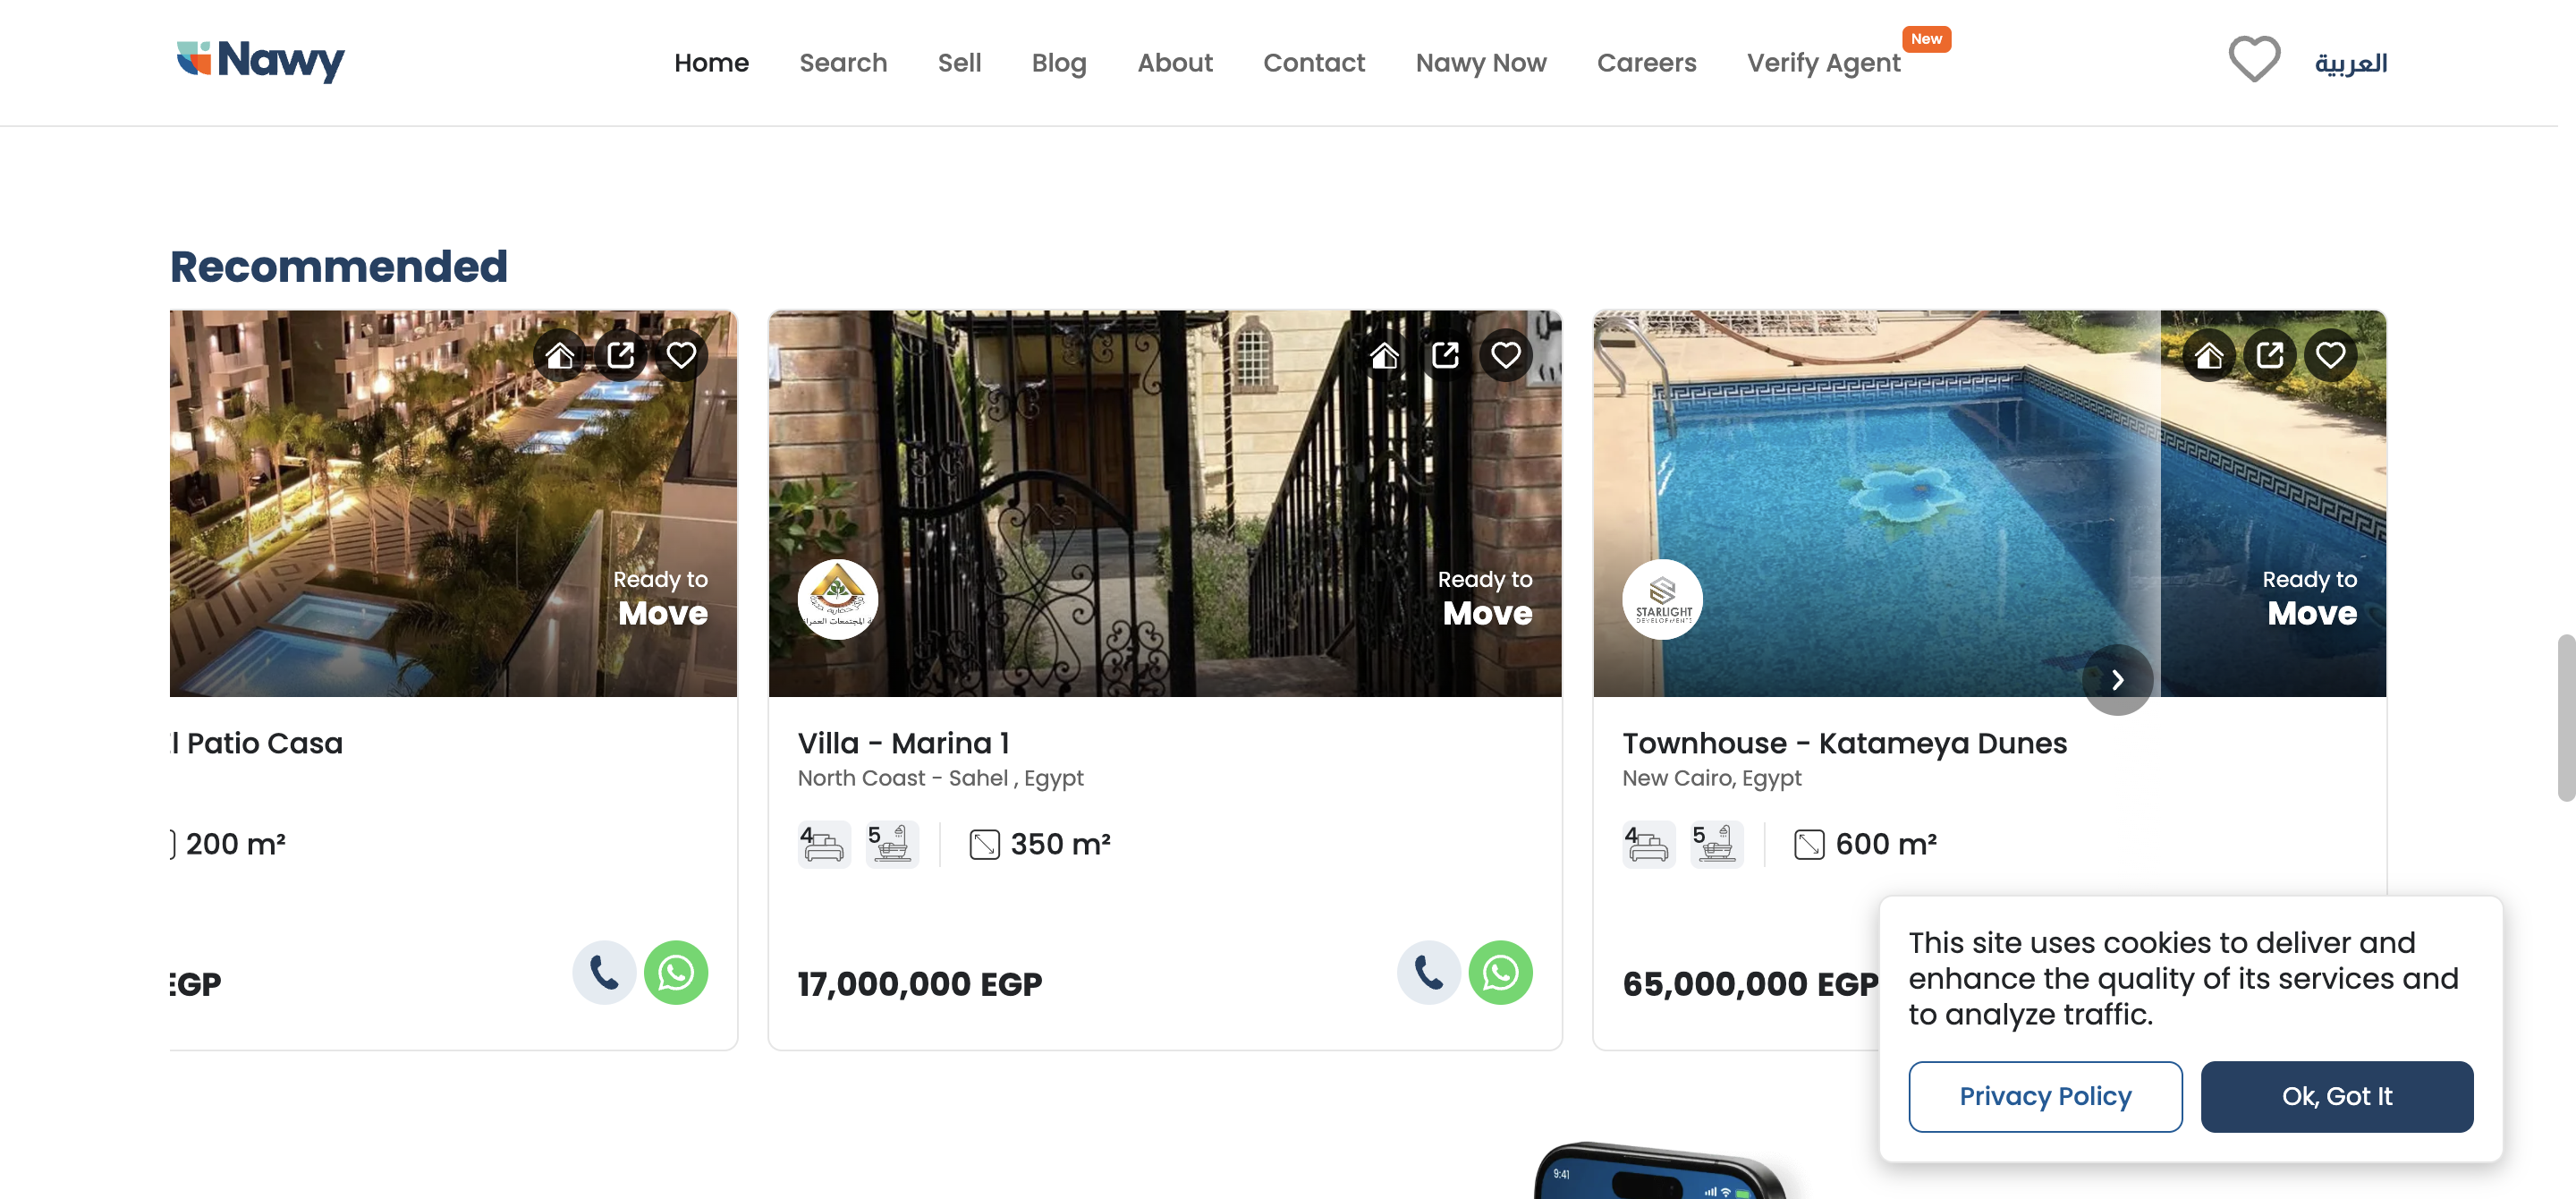 Nawy
Home
Search
Sell
Blog
About
Contact
Nawy Now
Careers
Verify Agent
New
العربية
Recommended
Ready to
Move
l Patio Casa
200 m²
EGP
Ready to
Move
Villa - Marina 1
North Coast - Sahel , Egypt
4
5
350 m²
17,000,000 EGP
STARLIGHT
DEVELOPMENTS
Ready to
Move
Townhouse - Katameya Dunes
New Cairo, Egypt
4
5
600 m²
65,000,000 EGP
This site uses cookies to deliver and
enhance the quality of its services and
to analyze traffic.
Privacy Policy
Ok, Got It
9:41